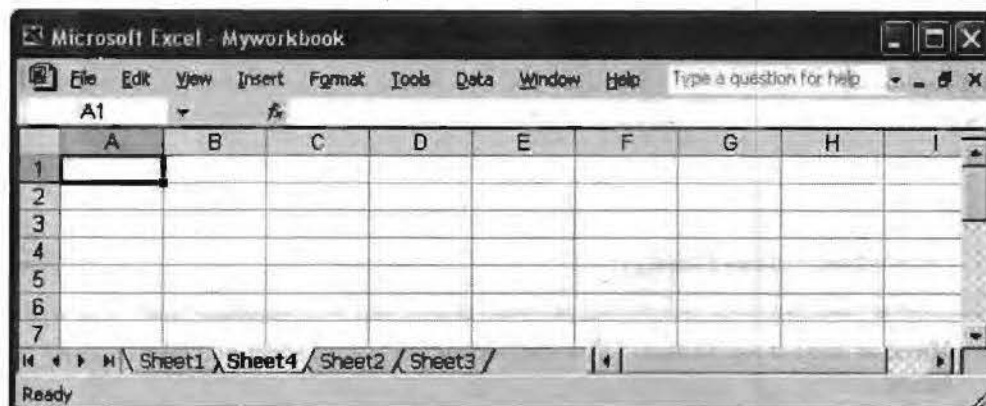 Microsoft Excel - Myworkbook
File Edit View Insert Format Tools Data Window Help Type a question for help
A1 fx
A B C D E F G H I
1
2
3
4
5
6
7
Sheet1 Sheet4 Sheet2 Sheet3
Ready